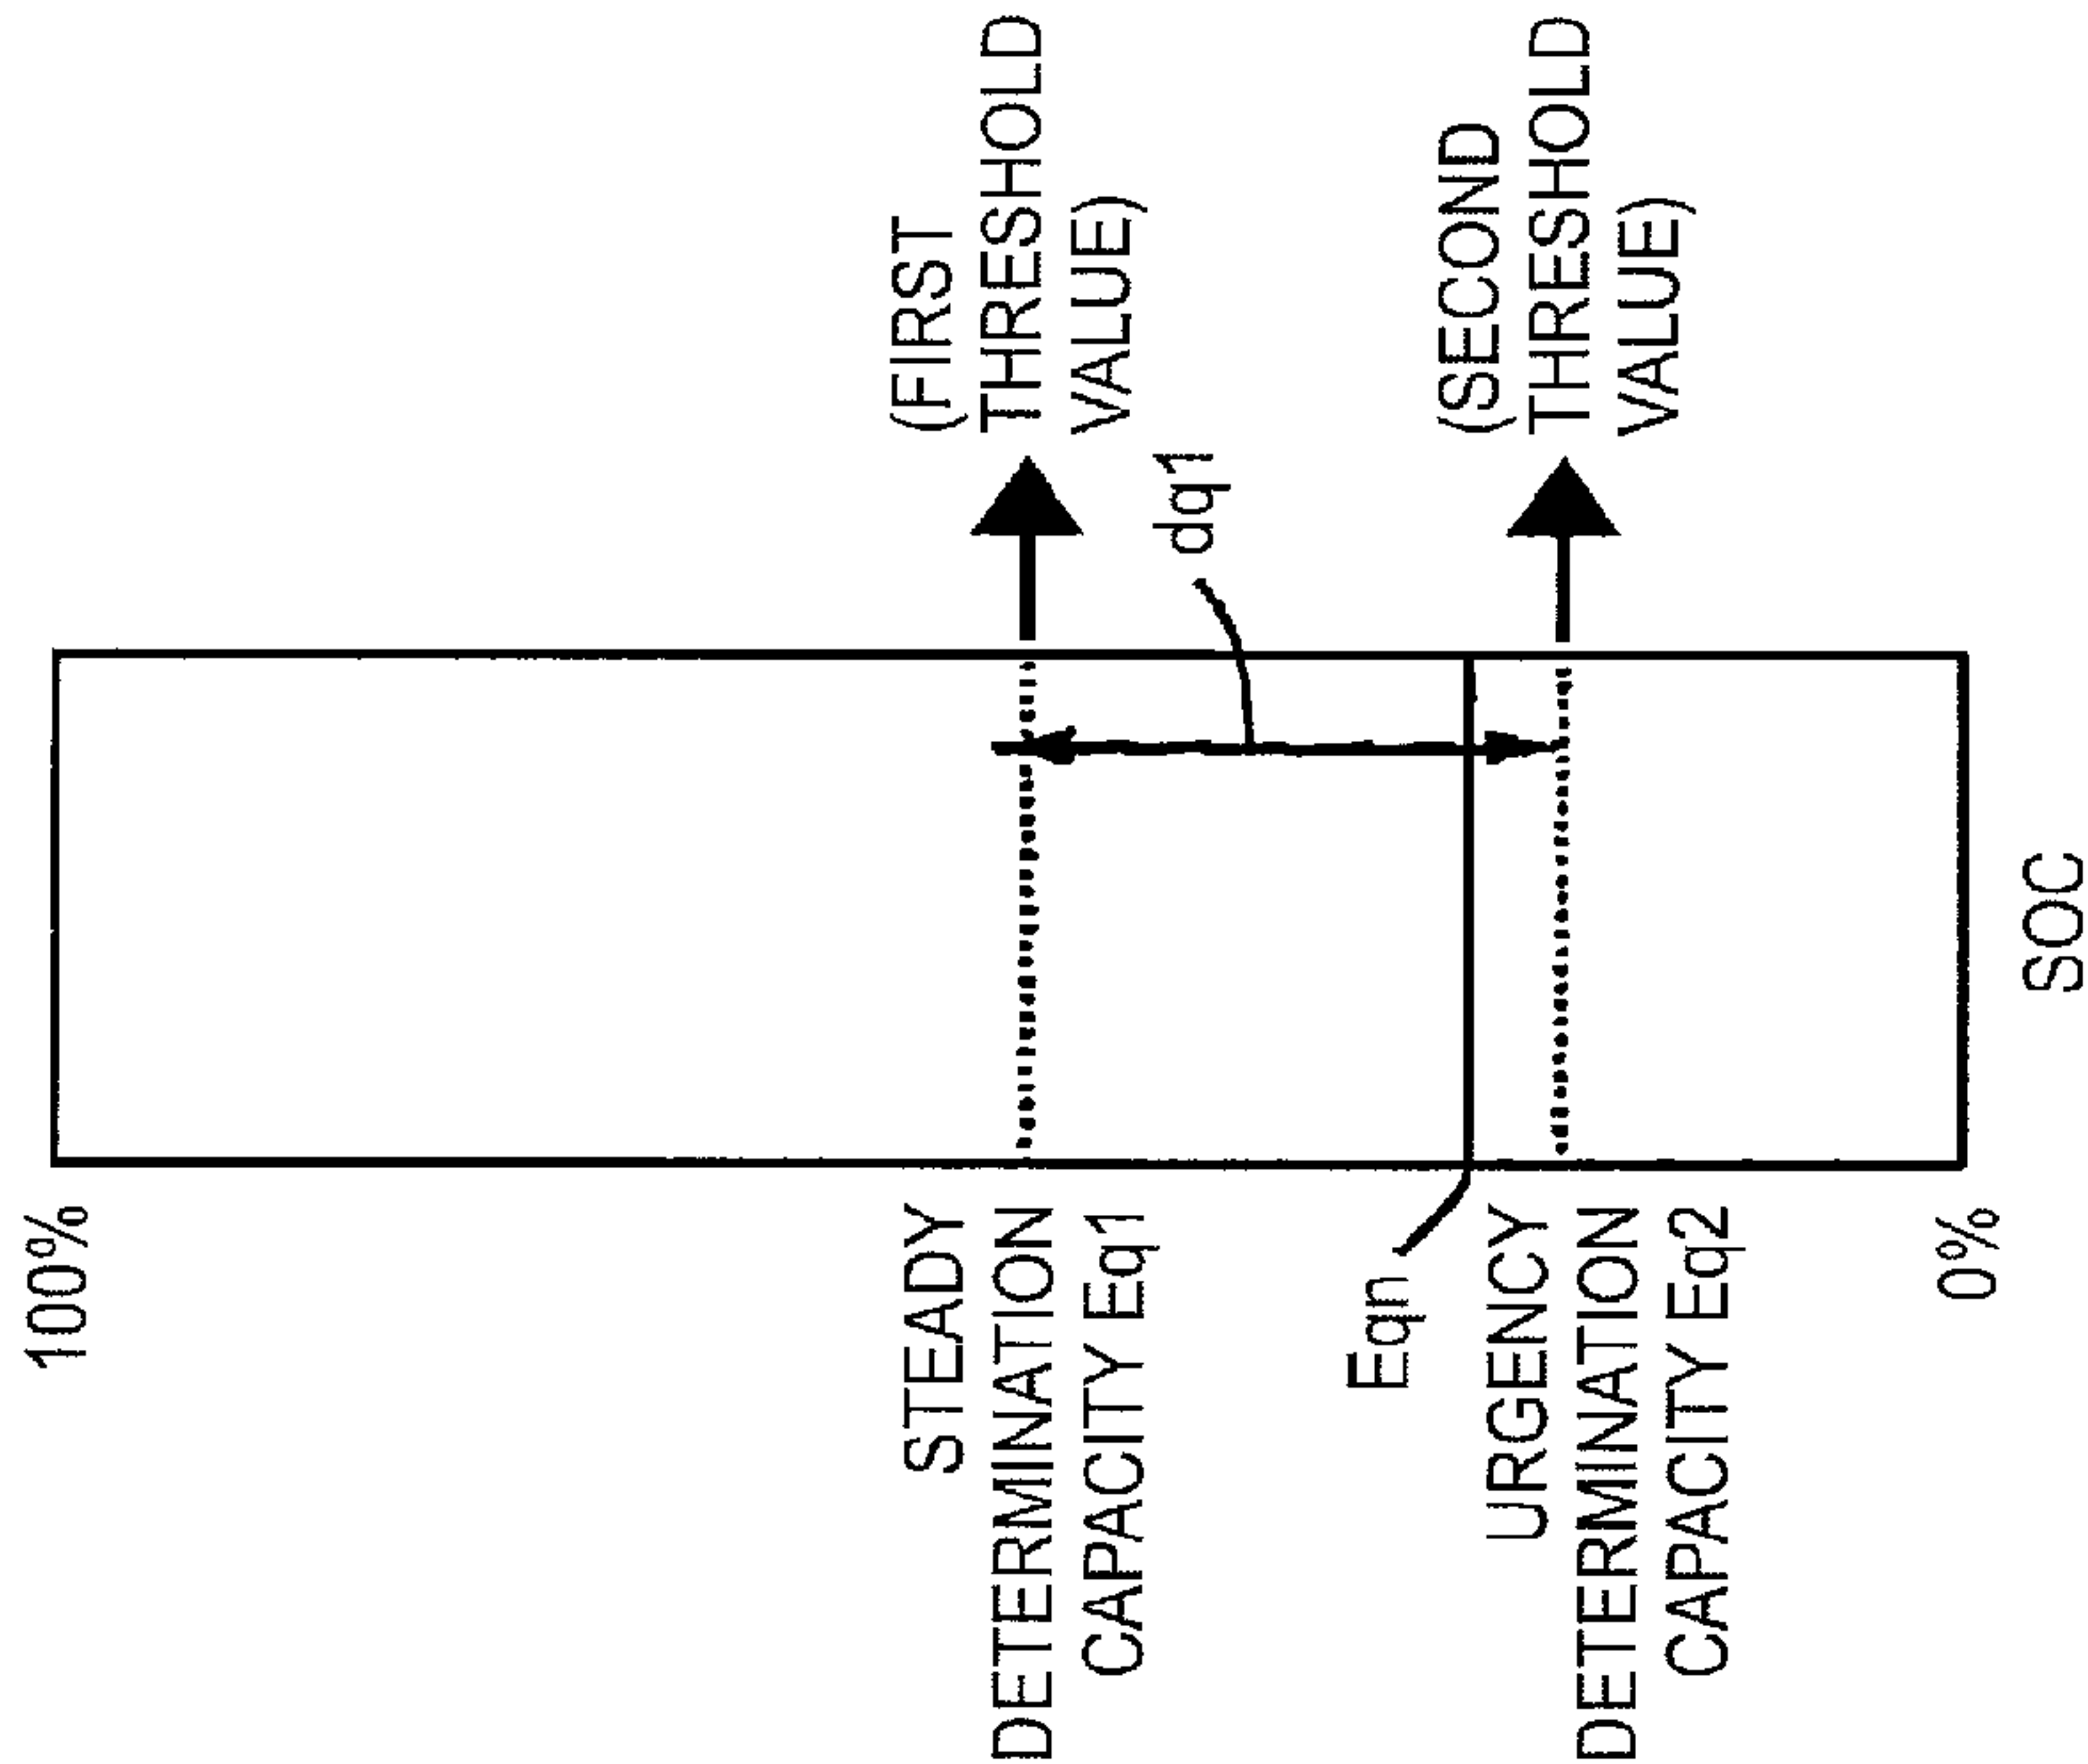 100%
STEADY
DETERMINATION
CAPACITY Eq1
Eqn
URGENCY
DETERMINATION
CAPACITY Eq2
0%
SOC
(FIRST
THRESHOLD
VALUE)
dq1
(SECOND
THRESHOLD
VALUE)